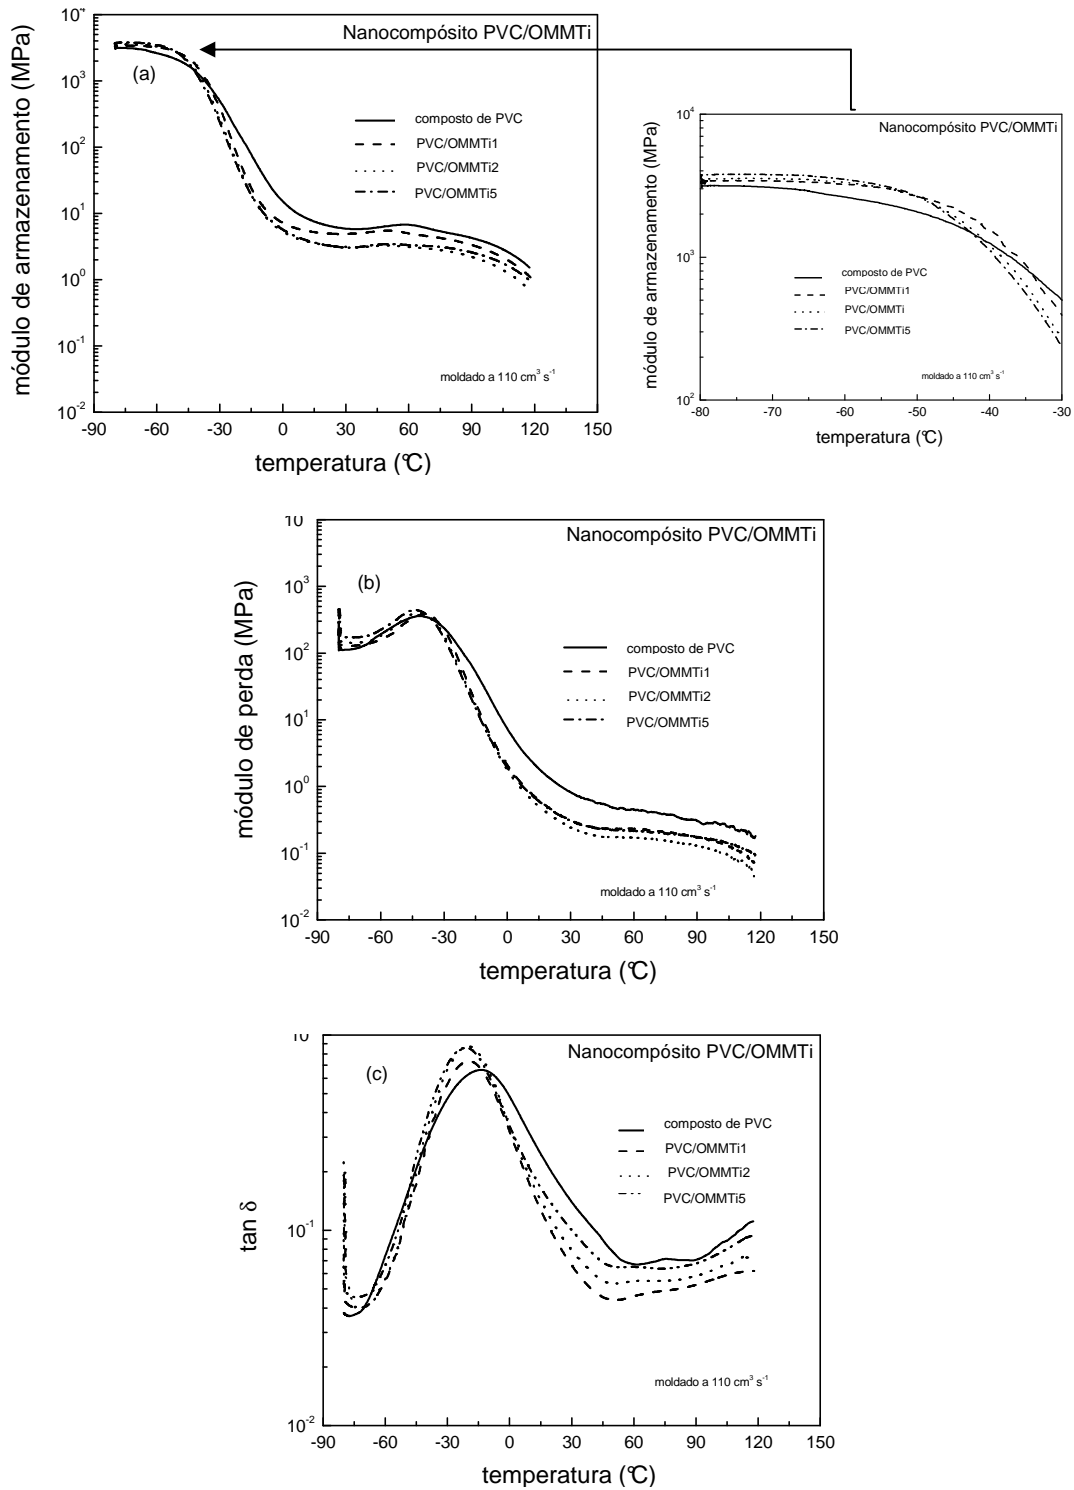 Nanocompósito PVC/OMMTi
(a)
composto de PVC
PVC/OMMTi1
PVC/OMMTi2
PVC/OMMTi5
moldado a 110 cm³ s⁻¹
módulo de armazenamento (MPa)
10⁴
10³
10²
10¹
10⁰
10⁻¹
10⁻²
-90 -60 -30 0 30 60 90 120 150
temperatura (°C)
Nanocompósito PVC/OMMTi
composto de PVC
PVC/OMMTi1
PVC/OMMTi
PVC/OMMTi5
moldado a 110 cm³ s⁻¹
módulo de armazenamento (MPa)
10⁴
10³
10²
-80 -70 -60 -50 -40 -30
temperatura (°C)
Nanocompósito PVC/OMMTi
(b)
composto de PVC
PVC/OMMTi1
PVC/OMMTi2
PVC/OMMTi5
moldado a 110 cm³ s⁻¹
módulo de perda (MPa)
10
10³
10²
10¹
10⁰
10⁻¹
10⁻²
-90 -60 -30 0 30 60 90 120 150
temperatura (°C)
Nanocompósito PVC/OMMTi
(c)
composto de PVC
PVC/OMMTi1
PVC/OMMTi2
PVC/OMMTi5
moldado a 110 cm³ s⁻¹
tan δ
10
10⁻¹
10⁻²
-90 -60 -30 0 30 60 90 120 150
temperatura (°C)